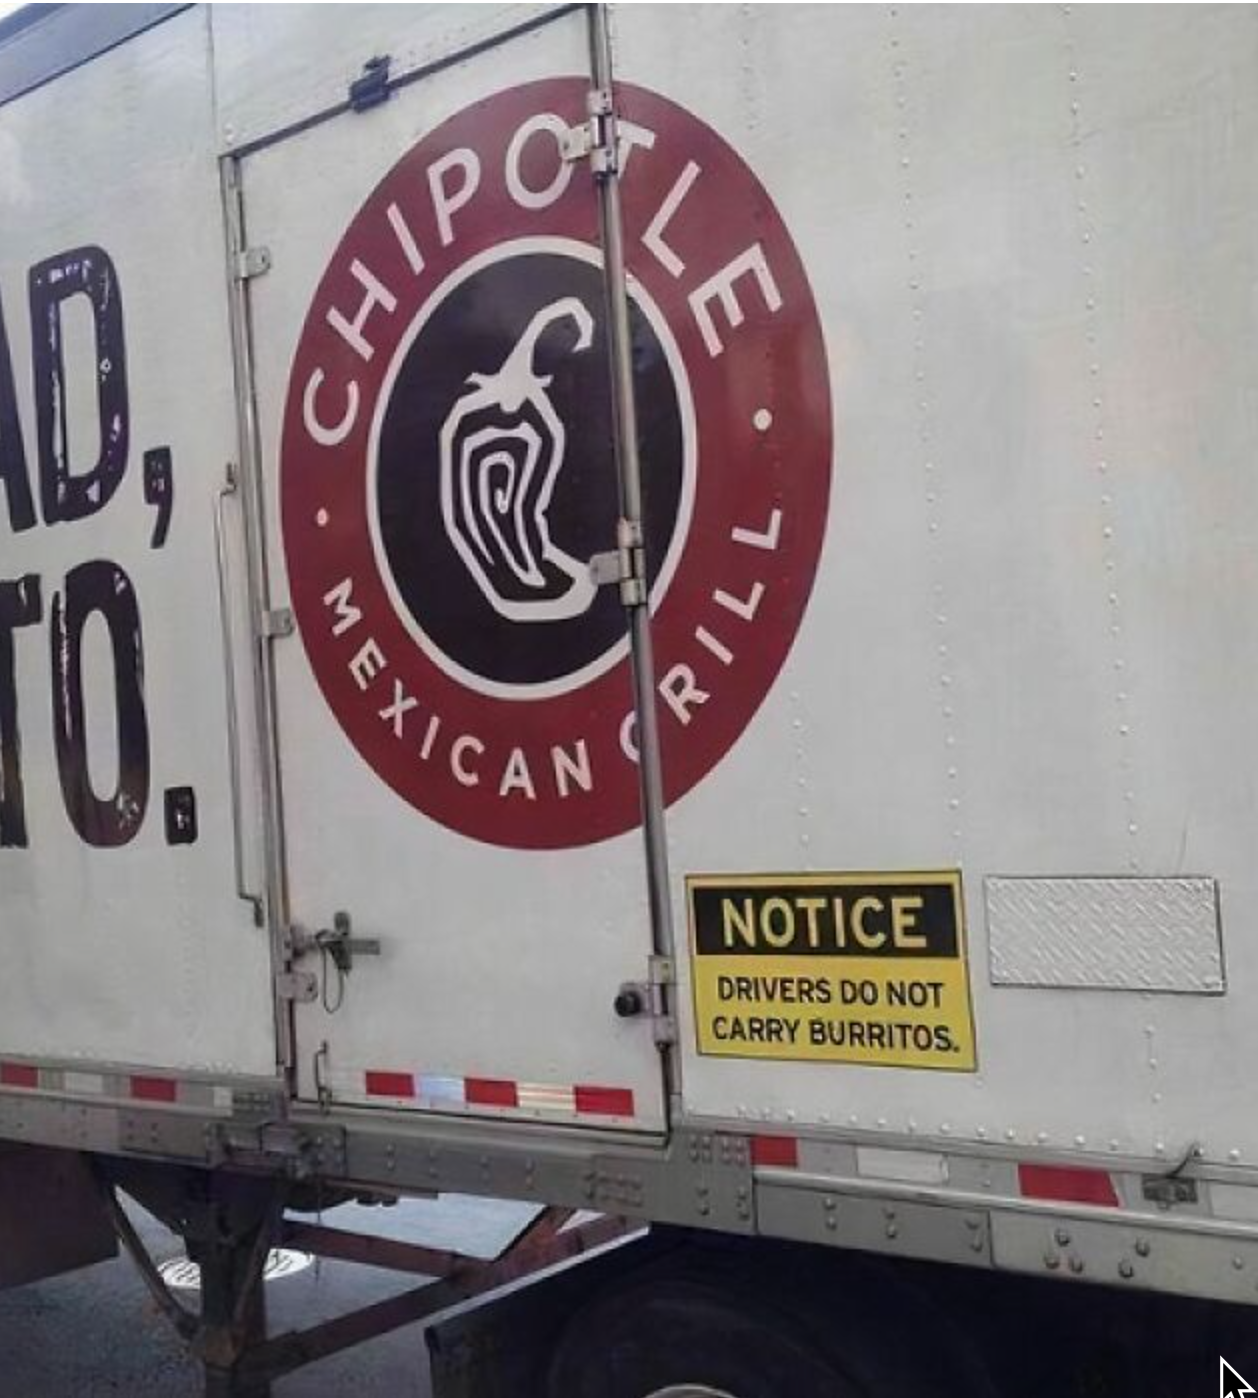 AD,
TO.
CHIPOTLE
MEXICAN GRILL
NOTICE
DRIVERS DO NOT
CARRY BURRITOS.